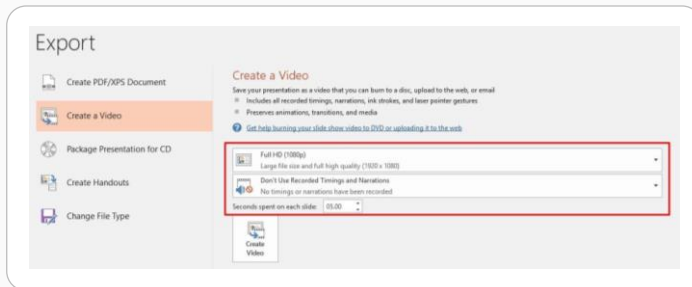 Export
Create PDF/XPS Document
Create a Video
Package Presentation for CD
Create Handouts
Change File Type
Create a Video
Save your presentation as a video that you can burn to a disc, upload to the web, or email
Includes all recorded timings, narrations, ink strokes, and laser pointer gestures
Preserves animations, transitions, and media
Get help burning your slide show video to DVD or uploading it to the web
Full HD (1080p)
Large file size and full high quality (1920 x 1080)
Don't Use Recorded Timings and Narrations
No timings or narrations have been recorded
Seconds spent on each slide: 05.00
Create
Video